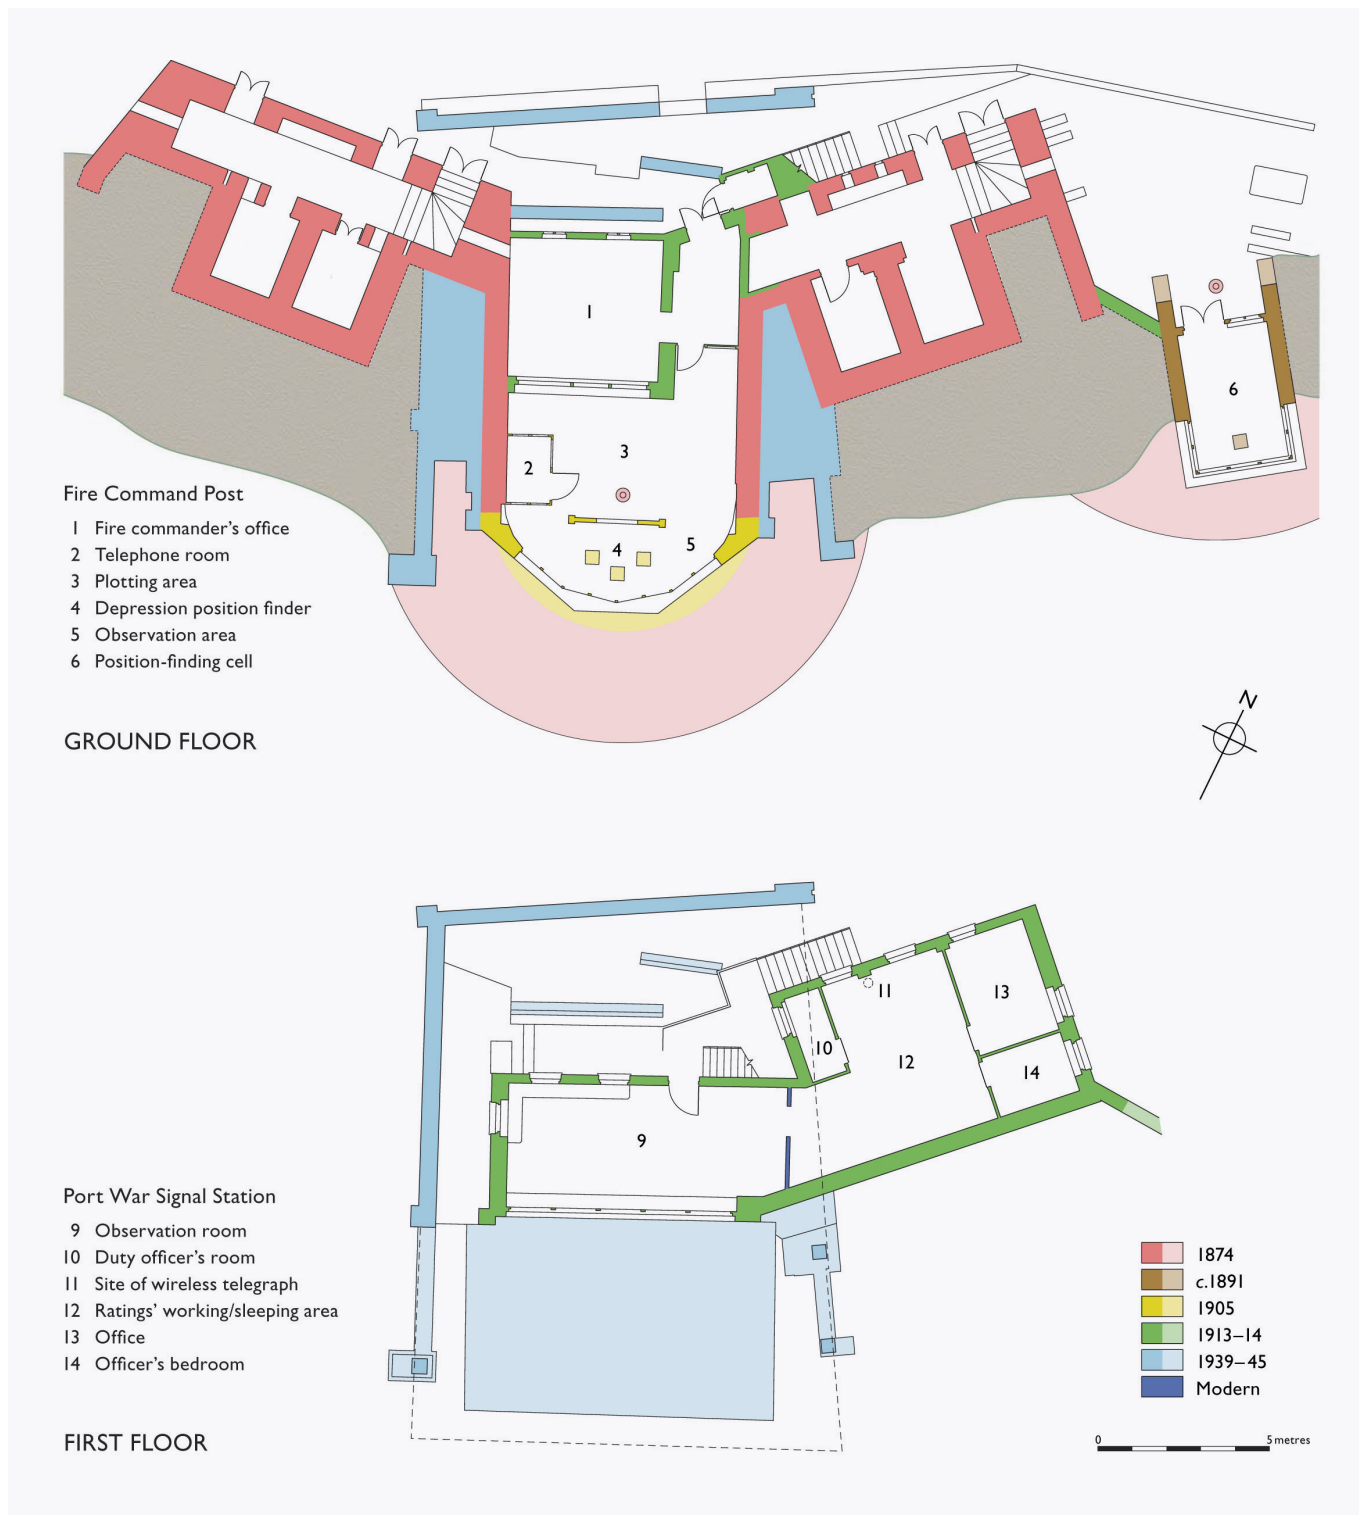 1
2
3
4
5
6
Fire Command Post
1 Fire commander's office
2 Telephone room
3 Plotting area
4 Depression position finder
5 Observation area
6 Position-finding cell
GROUND FLOOR
N
9
10
11
12
13
14
Port War Signal Station
9 Observation room
10 Duty officer's room
11 Site of wireless telegraph
12 Ratings' working/sleeping area
13 Office
14 Officer's bedroom
FIRST FLOOR
1874
c.1891
1905
1913–14
1939–45
Modern
0 5 metres